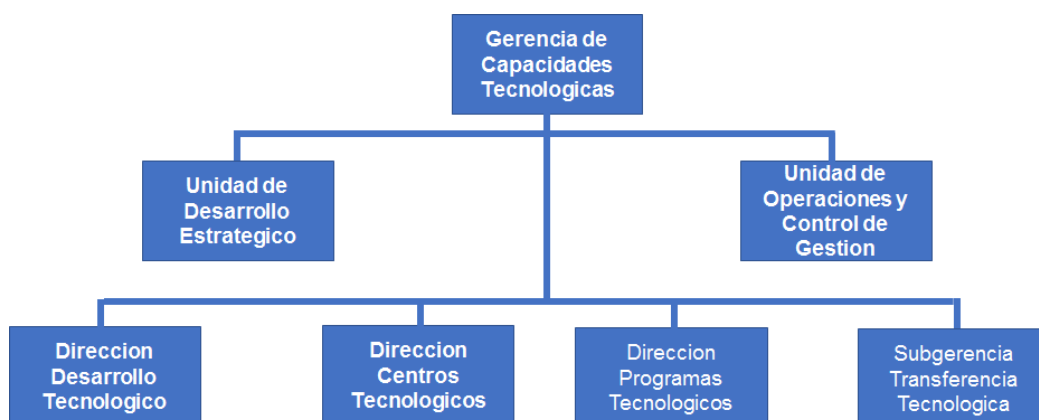 Gerencia de
Capacidades
Tecnologicas
Unidad de
Desarrollo
Estrategico
Unidad de
Operaciones y
Control de
Gestion
Direccion
Desarrollo
Tecnologico
Direccion
Centros
Tecnologicos
Direccion
Programas
Tecnologicos
Subgerencia
Transferencia
Tecnologica